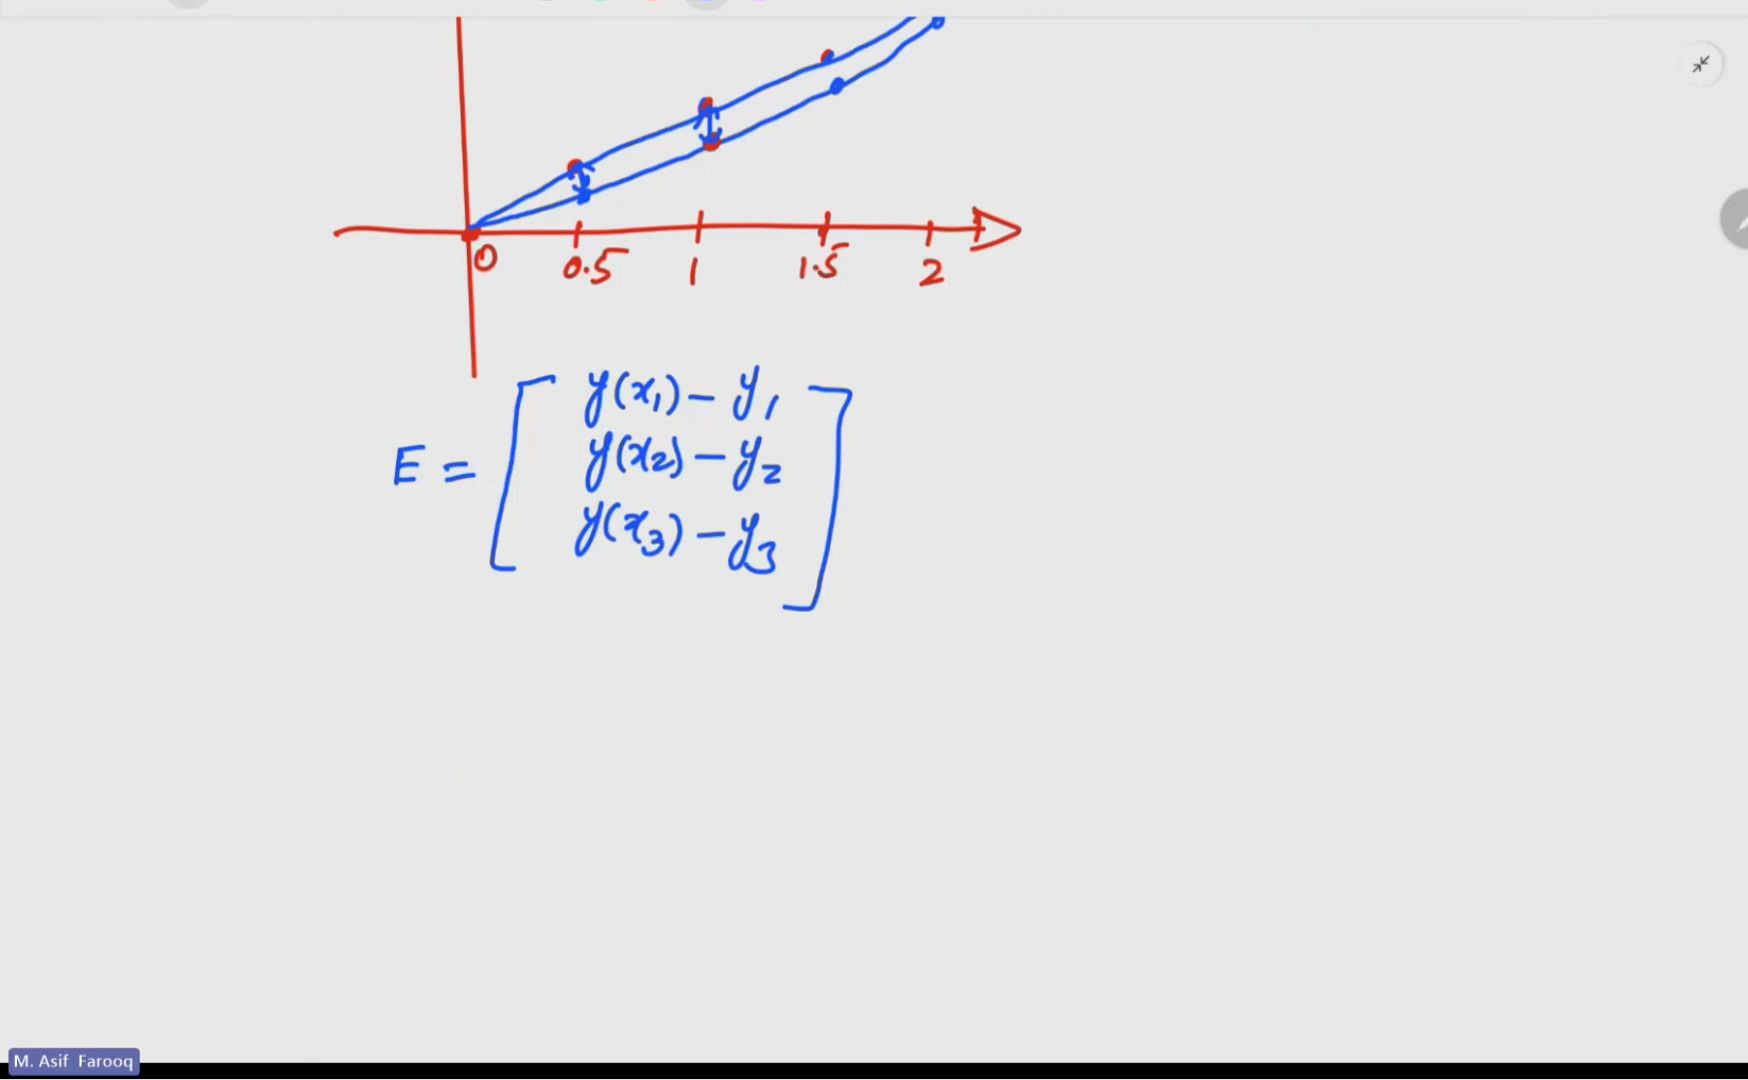 0 0.5 1 1.5 2
E = [ y(x₁) − y₁
y(x₂) − y₂
y(x₃) − y₃ ]
M. Asif Farooq